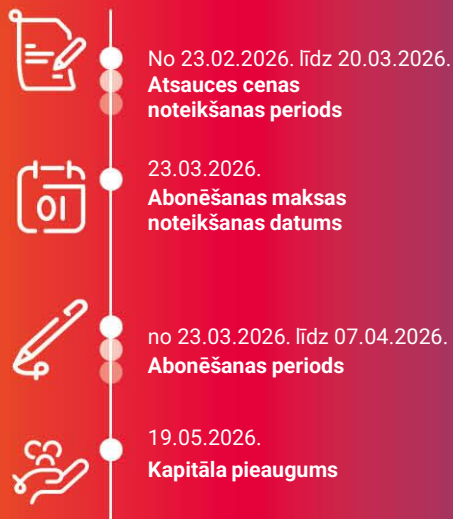 No 23.02.2026. līdz 20.03.2026.
Atsauces cenas
noteikšanas periods
01
23.03.2026.
Abonēšanas maksas
noteikšanas datums
no 23.03.2026. līdz 07.04.2026.
Abonēšanas periods
19.05.2026.
Kapitāla pieaugums